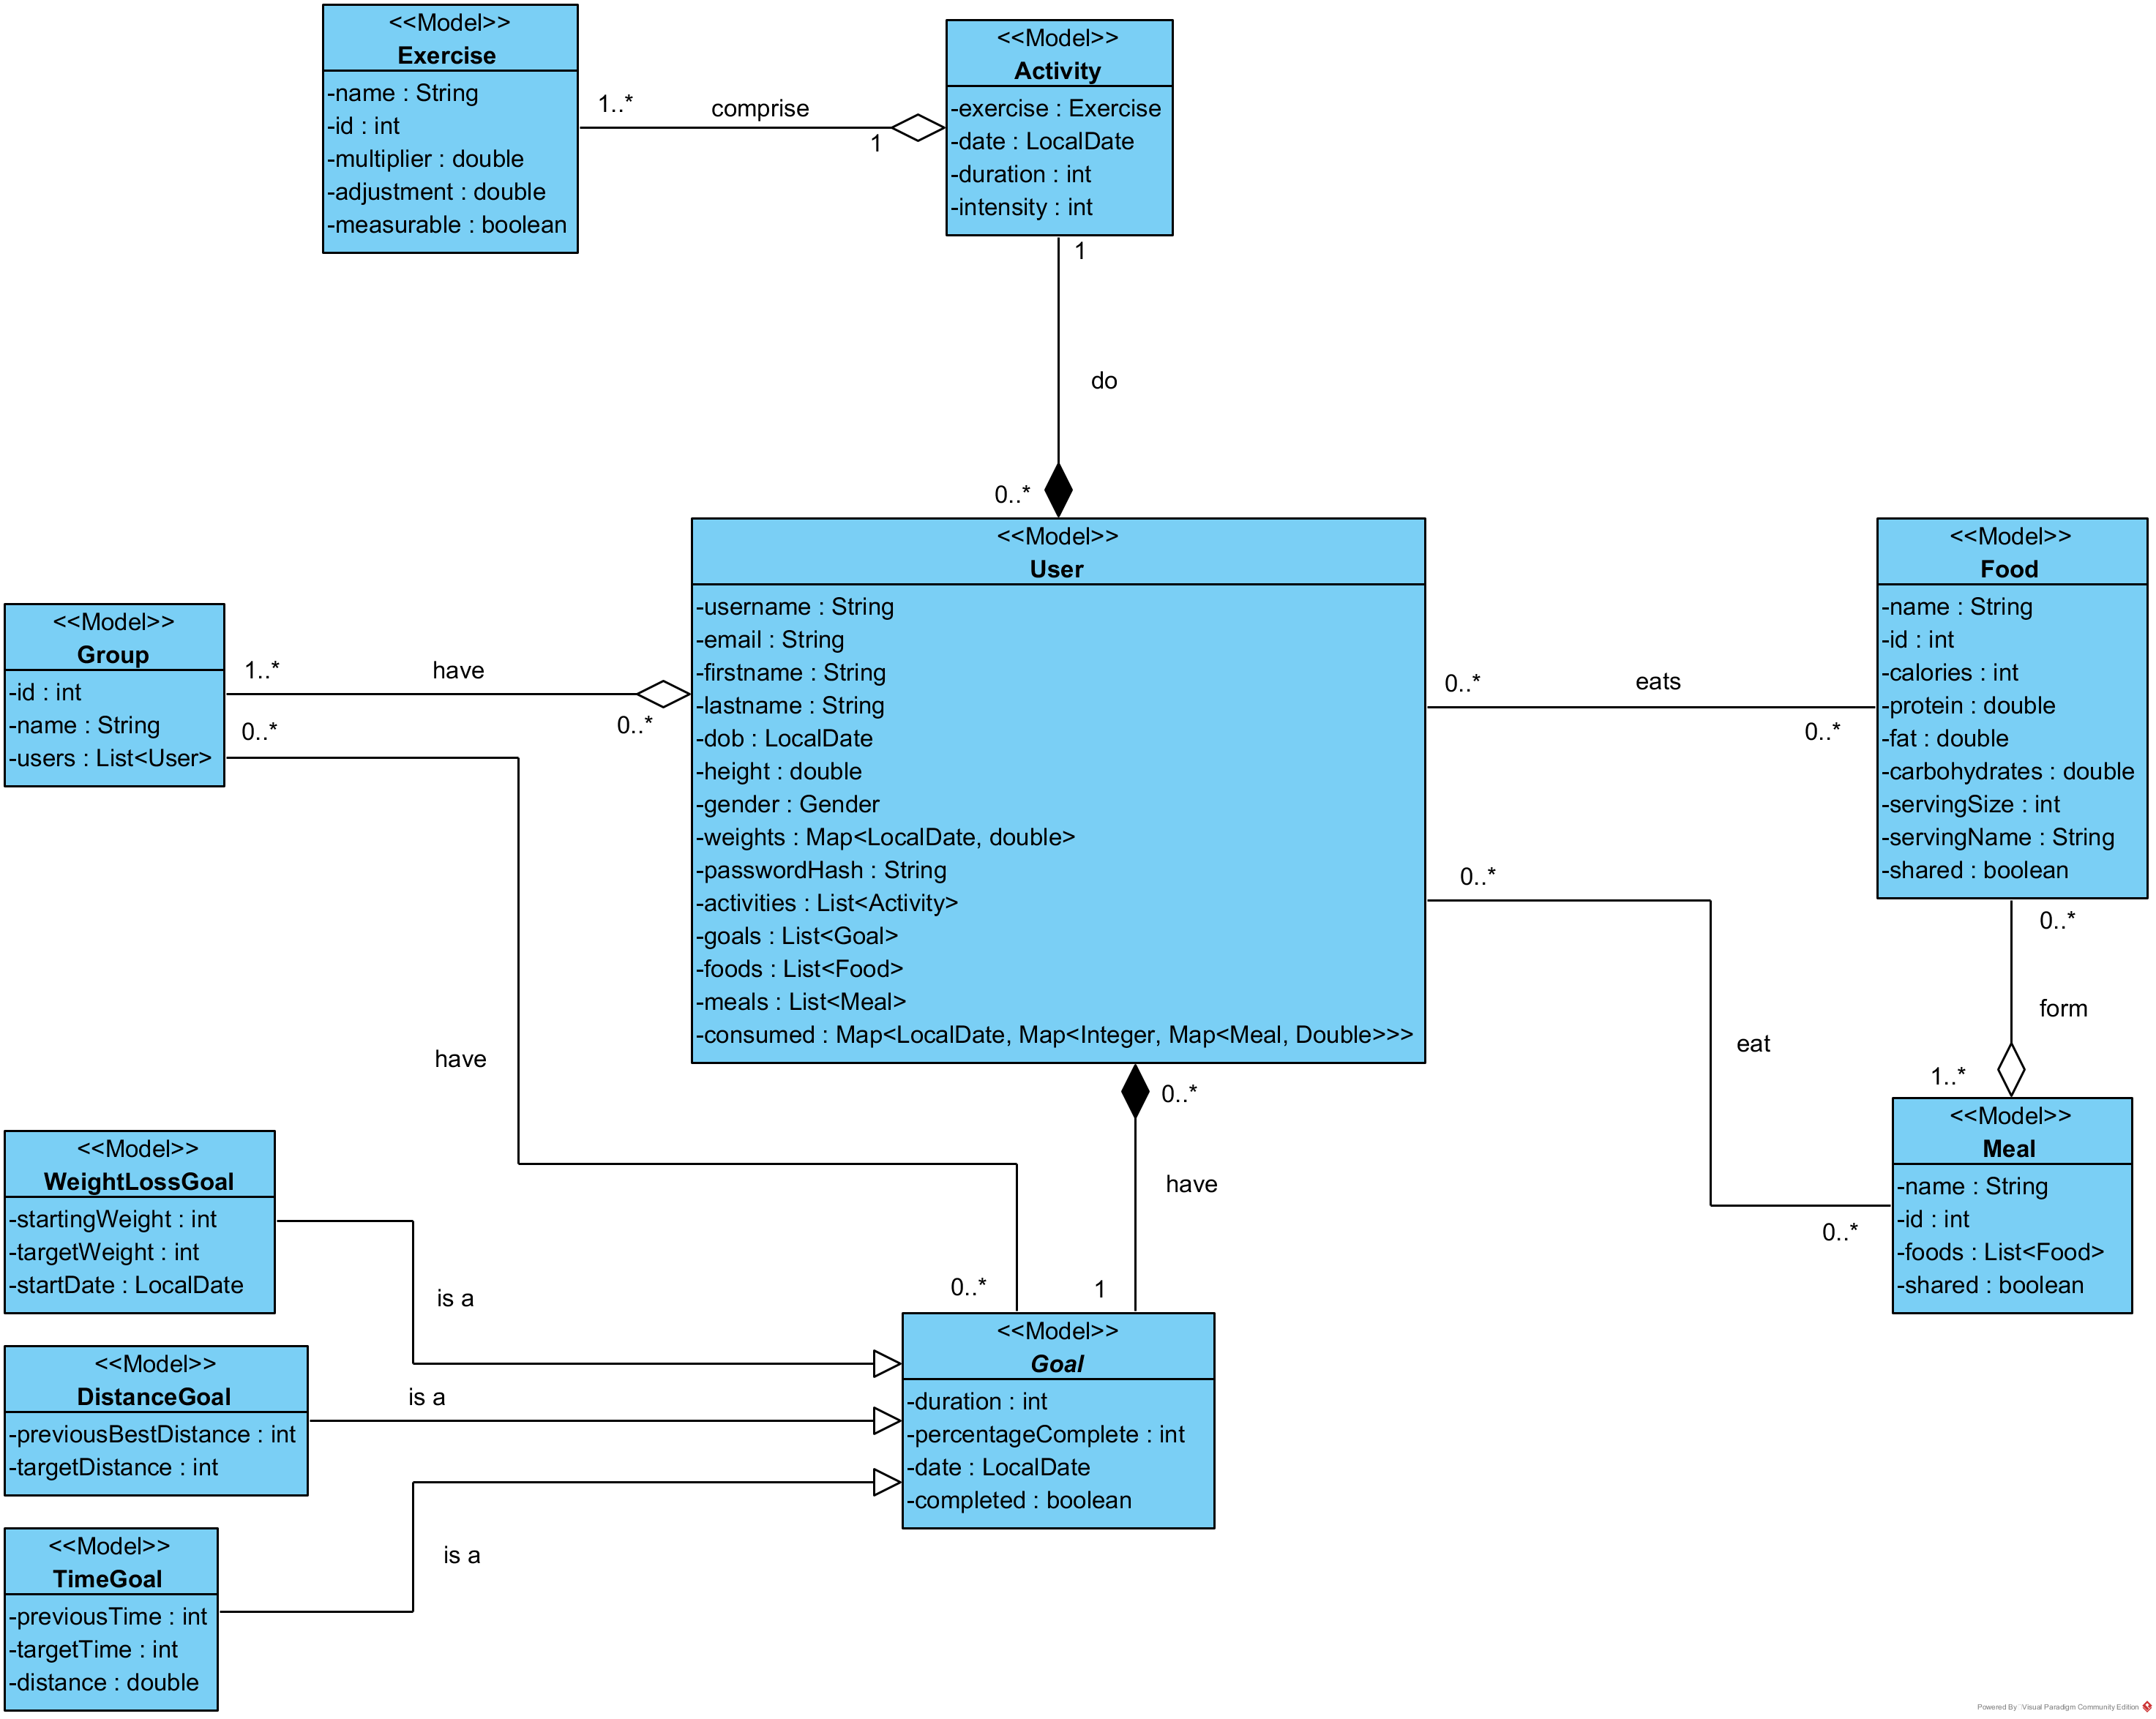 <<Model>>
Exercise
-name : String
-id : int
-multiplier : double
-adjustment : double
-measurable : boolean
1..*
comprise
1
<<Model>>
Activity
-exercise : Exercise
-date : LocalDate
-duration : int
-intensity : int
1
do
0..*
<<Model>>
User
-username : String
-email : String
-firstname : String
-lastname : String
-dob : LocalDate
-height : double
-gender : Gender
-weights : Map<LocalDate, double>
-passwordHash : String
-activities : List<Activity>
-goals : List<Goal>
-foods : List<Food>
-meals : List<Meal>
-consumed : Map<LocalDate, Map<Integer, Map<Meal, Double>>>
<<Model>>
Group
-id : int
-name : String
-users : List<User>
1..*
have
0..*
0..*
have
0..*
0..*
eats
0..*
<<Model>>
Food
-name : String
-id : int
-calories : int
-protein : double
-fat : double
-carbohydrates : double
-servingSize : int
-servingName : String
-shared : boolean
0..*
form
1..*
0..*
eat
0..*
<<Model>>
Meal
-name : String
-id : int
-foods : List<Food>
-shared : boolean
0..*
have
1
<<Model>>
WeightLossGoal
-startingWeight : int
-targetWeight : int
-startDate : LocalDate
is a
<<Model>>
DistanceGoal
-previousBestDistance : int
-targetDistance : int
is a
<<Model>>
TimeGoal
-previousTime : int
-targetTime : int
-distance : double
is a
<<Model>>
Goal
-duration : int
-percentageComplete : int
-date : LocalDate
-completed : boolean
Powered By Visual Paradigm Community Edition